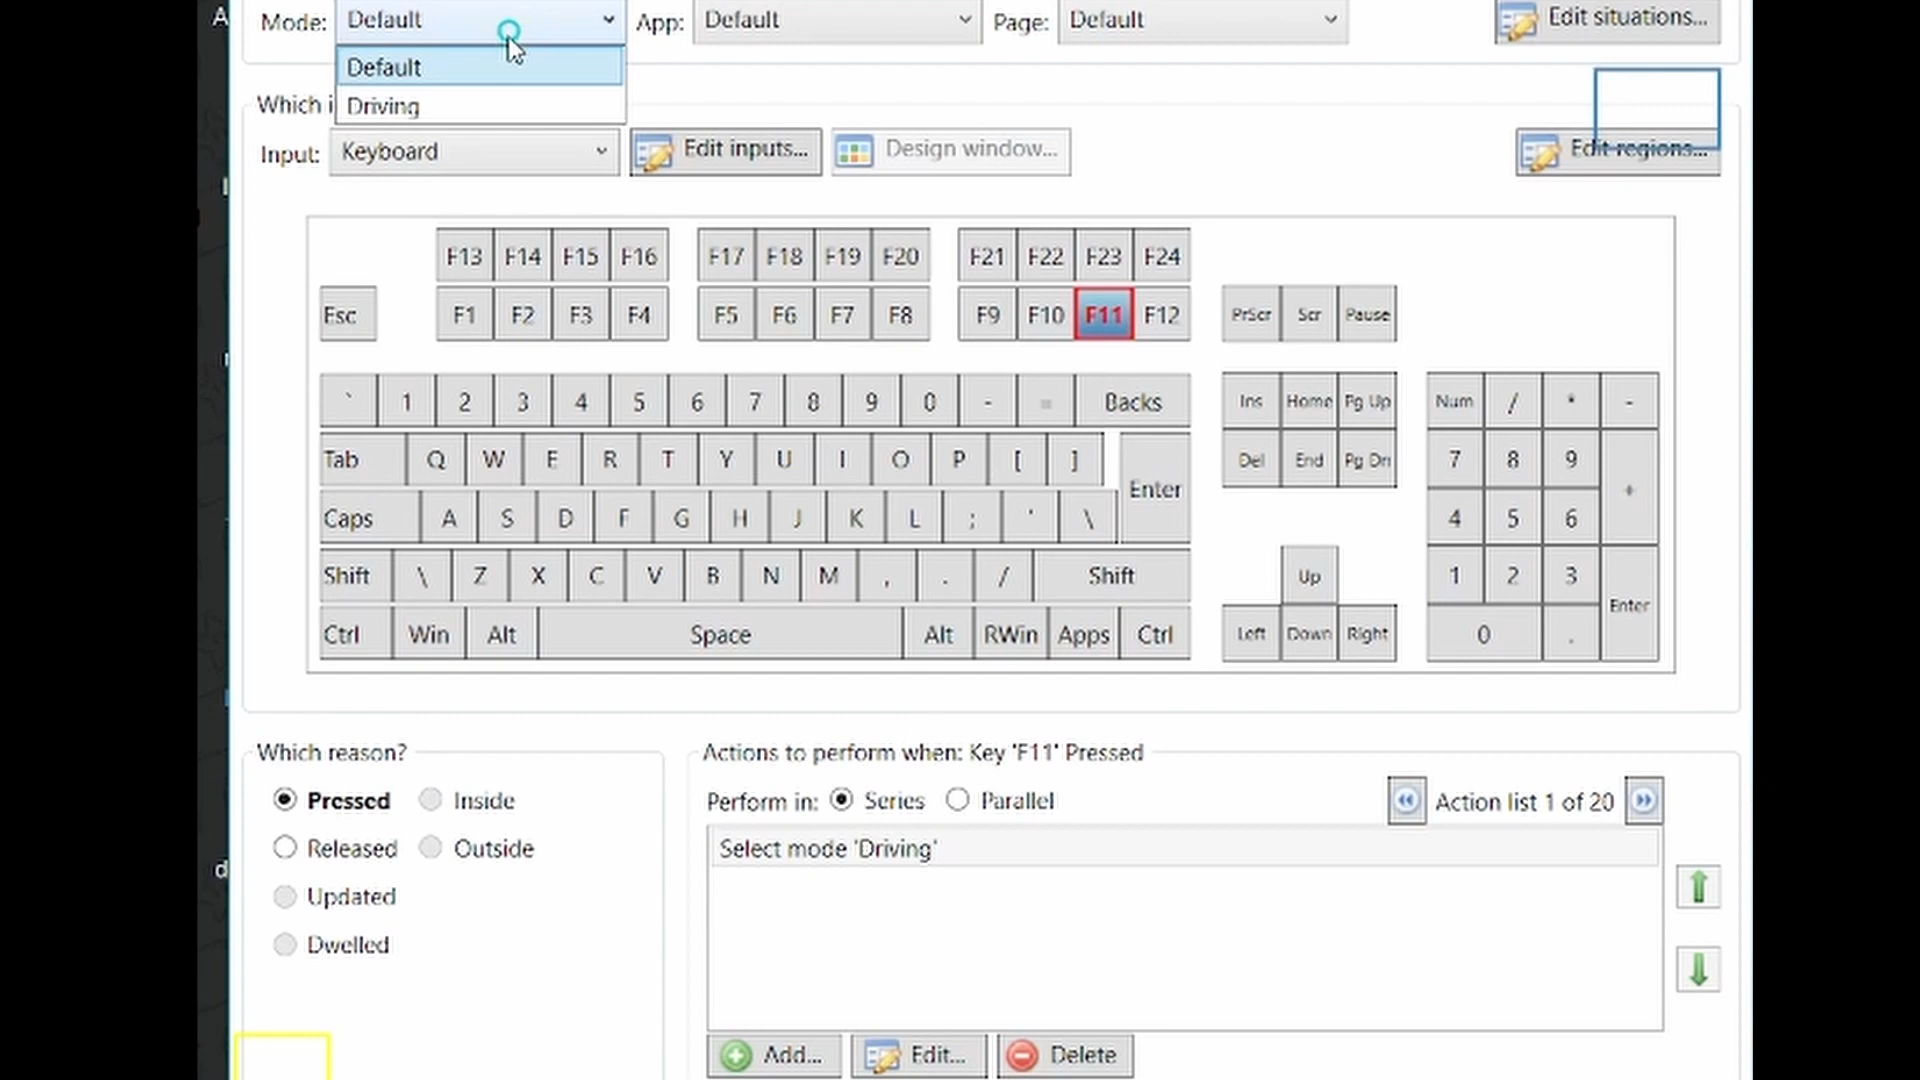 Mode: Default App: Default Page: Default Edit situations...
Default
Driving
Which i
Input: Keyboard Edit inputs... Design window... Edit regions...
F13 F14 F15 F16 F17 F18 F19 F20 F21 F22 F23 F24
Esc F1 F2 F3 F4 F5 F6 F7 F8 F9 F10 F11 F12 PrScr Scr Pause
` 1 2 3 4 5 6 7 8 9 0 - = Backs Ins Home Pg Up Num / * -
Tab Q W E R T Y U I O P [ ] Enter Del End Pg Dn 7 8 9 +
Caps A S D F G H J K L ; ' \ 4 5 6
Shift \ Z X C V B N M , . / Shift Up 1 2 3 Enter
Ctrl Win Alt Space Alt RWin Apps Ctrl Left Down Right 0 .
Which reason?
Pressed Inside
Released Outside
Updated
Dwelled
Actions to perform when: Key 'F11' Pressed
Perform in: Series Parallel Action list 1 of 20
Select mode 'Driving'
Add... Edit... Delete